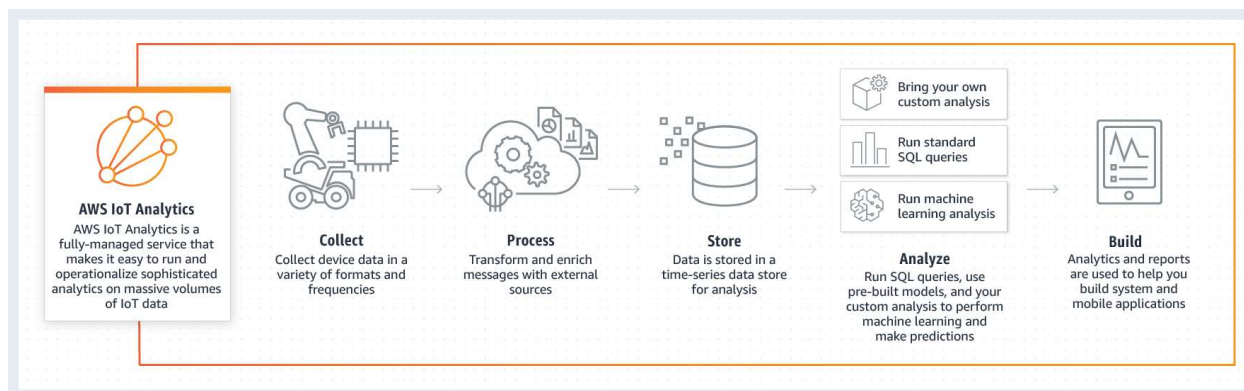 AWS IoT Analytics
AWS IoT Analytics is a
fully-managed service that
makes it easy to run and
operationalize sophisticated
analytics on massive volumes
of IoT data
Collect
Collect device data in a
variety of formats and
frequencies
Process
Transform and enrich
messages with external
sources
Store
Data is stored in a
time-series data store
for analysis
Bring your own
custom analysis
Run standard
SQL queries
Run machine
learning analysis
Analyze
Run SQL queries, use
pre-built models, and your
custom analysis to perform
machine learning and
make predictions
Build
Analytics and reports
are used to help you
build system and
mobile applications